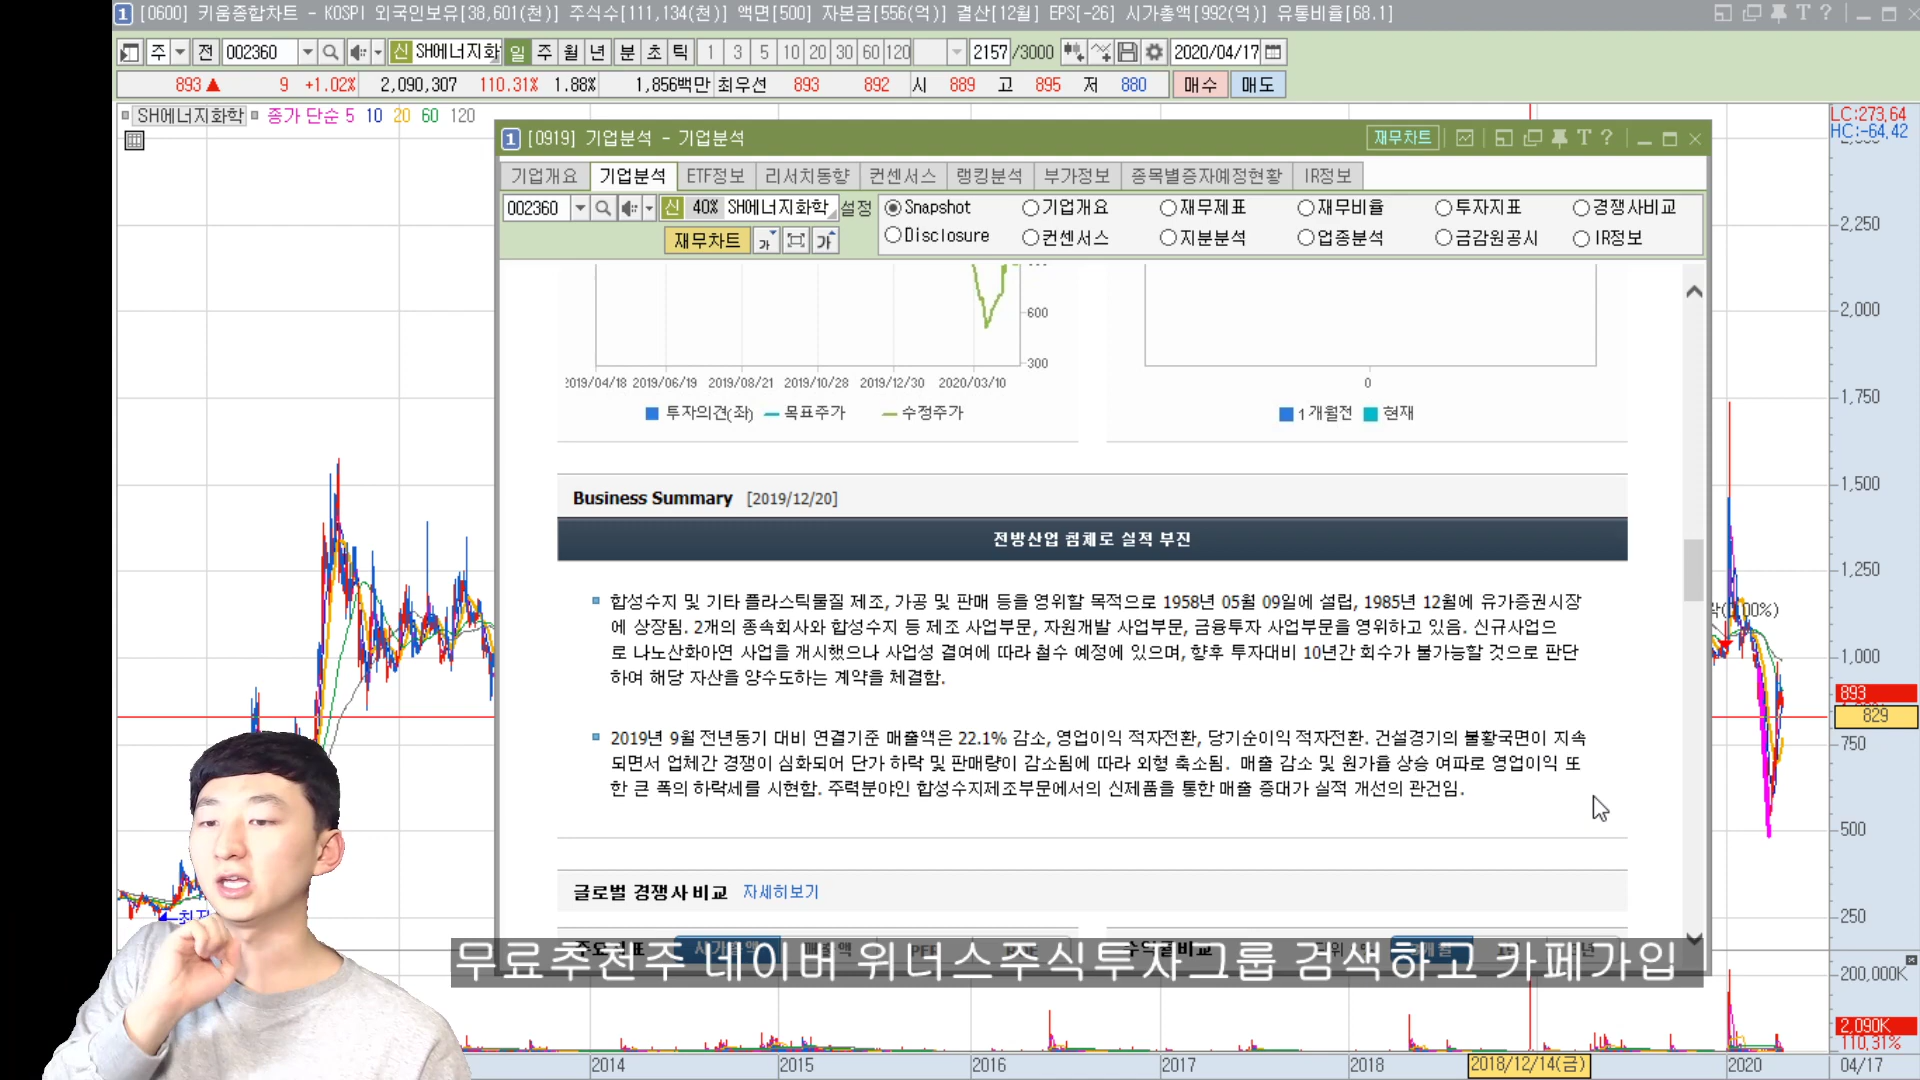 [0600] 키움종합차트 - KOSPI 외국인보유[38,601(천)] 주식수[111,134(천)] 액면[500] 자본금[556(억)] 결산[12월] EPS[-26] 시가총액[992(억)] 유통비율[68.1]
주 전 002360 신 SH에너지화학 일 주 월 년 분 초 틱 1 3 5 10 20 30 60 120 2157 /3000 2020/04/17
893 ▲ 9 +1.02% 2,090,307 110.31% 1.88% 1,856백만 최우선 893 892 시 889 고 895 저 880 매수 매도
SH에너지화학 종가 단순 5 10 20 60 120
LC:273,64
HC:-64,42
1 [0919] 기업분석 - 기업분석 재무차트
기업개요 기업분석 ETF정보 리서치동향 컨센서스 랭킹분석 부가정보 종목별증자예정현황 IR정보
002360 신 40% SH에너지화학 설정 Snapshot 기업개요 재무제표 재무비율 투자지표 경쟁사비교
재무차트 가 가 Disclosure 컨센서스 지분분석 업종분석 금감원공시 IR정보
600
300
2019/04/18 2019/06/19 2019/08/21 2019/10/28 2019/12/30 2020/03/10
0
투자의견(좌) 목표주가 수정주가
1개월전 현재
Business Summary [2019/12/20]
전방산업 침체로 실적 부진
합성수지 및 기타 플라스틱물질 제조, 가공 및 판매 등을 영위할 목적으로 1958년 05월 09일에 설립, 1985년 12월에 유가증권시장
에 상장됨. 2개의 종속회사와 합성수지 등 제조 사업부문, 자원개발 사업부문, 금융투자 사업부문을 영위하고 있음. 신규사업으
로 나노산화아연 사업을 개시했으나 사업성 결여에 따라 철수 예정에 있으며, 향후 투자대비 10년간 회수가 불가능할 것으로 판단
하여 해당 자산을 양수도하는 계약을 체결함.
2019년 9월 전년동기 대비 연결기준 매출액은 22.1% 감소, 영업이익 적자전환, 당기순이익 적자전환. 건설경기의 불황국면이 지속
되면서 업체간 경쟁이 심화되어 단가 하락 및 판매량이 감소됨에 따라 외형 축소됨. 매출 감소 및 원가율 상승 여파로 영업이익 또
한 큰 폭의 하락세를 시현함. 주력분야인 합성수지제조부문에서의 신제품을 통한 매출 증대가 실적 개선의 관건임.
글로벌 경쟁사 비교 자세히보기
무료추천주 네이버 위너스주식투자그룹 검색하고 카페가입
2,250
2,000
1,750
1,500
1,250
1,000
893
829
750
500
250
200,000K
2,090K
110,31%
2014 2015 2016 2017 2018 2018/12/14(금) 2020 04/17